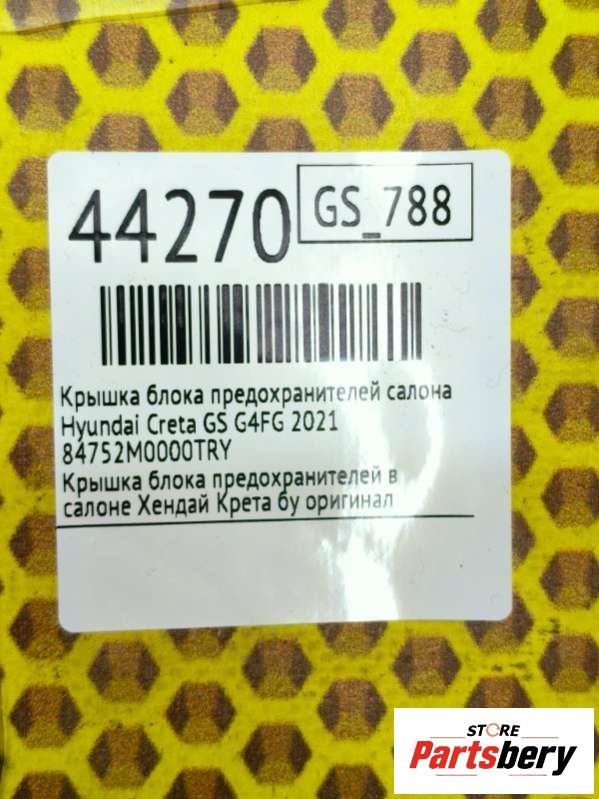 44270
GS_788
Крышка блока предохранителей салона
Hyundai Creta GS G4FG 2021
84752M0000TRY
Крышка блока предохранителей в
салоне Хендай Крета бу оригинал
STORE
Partsbery